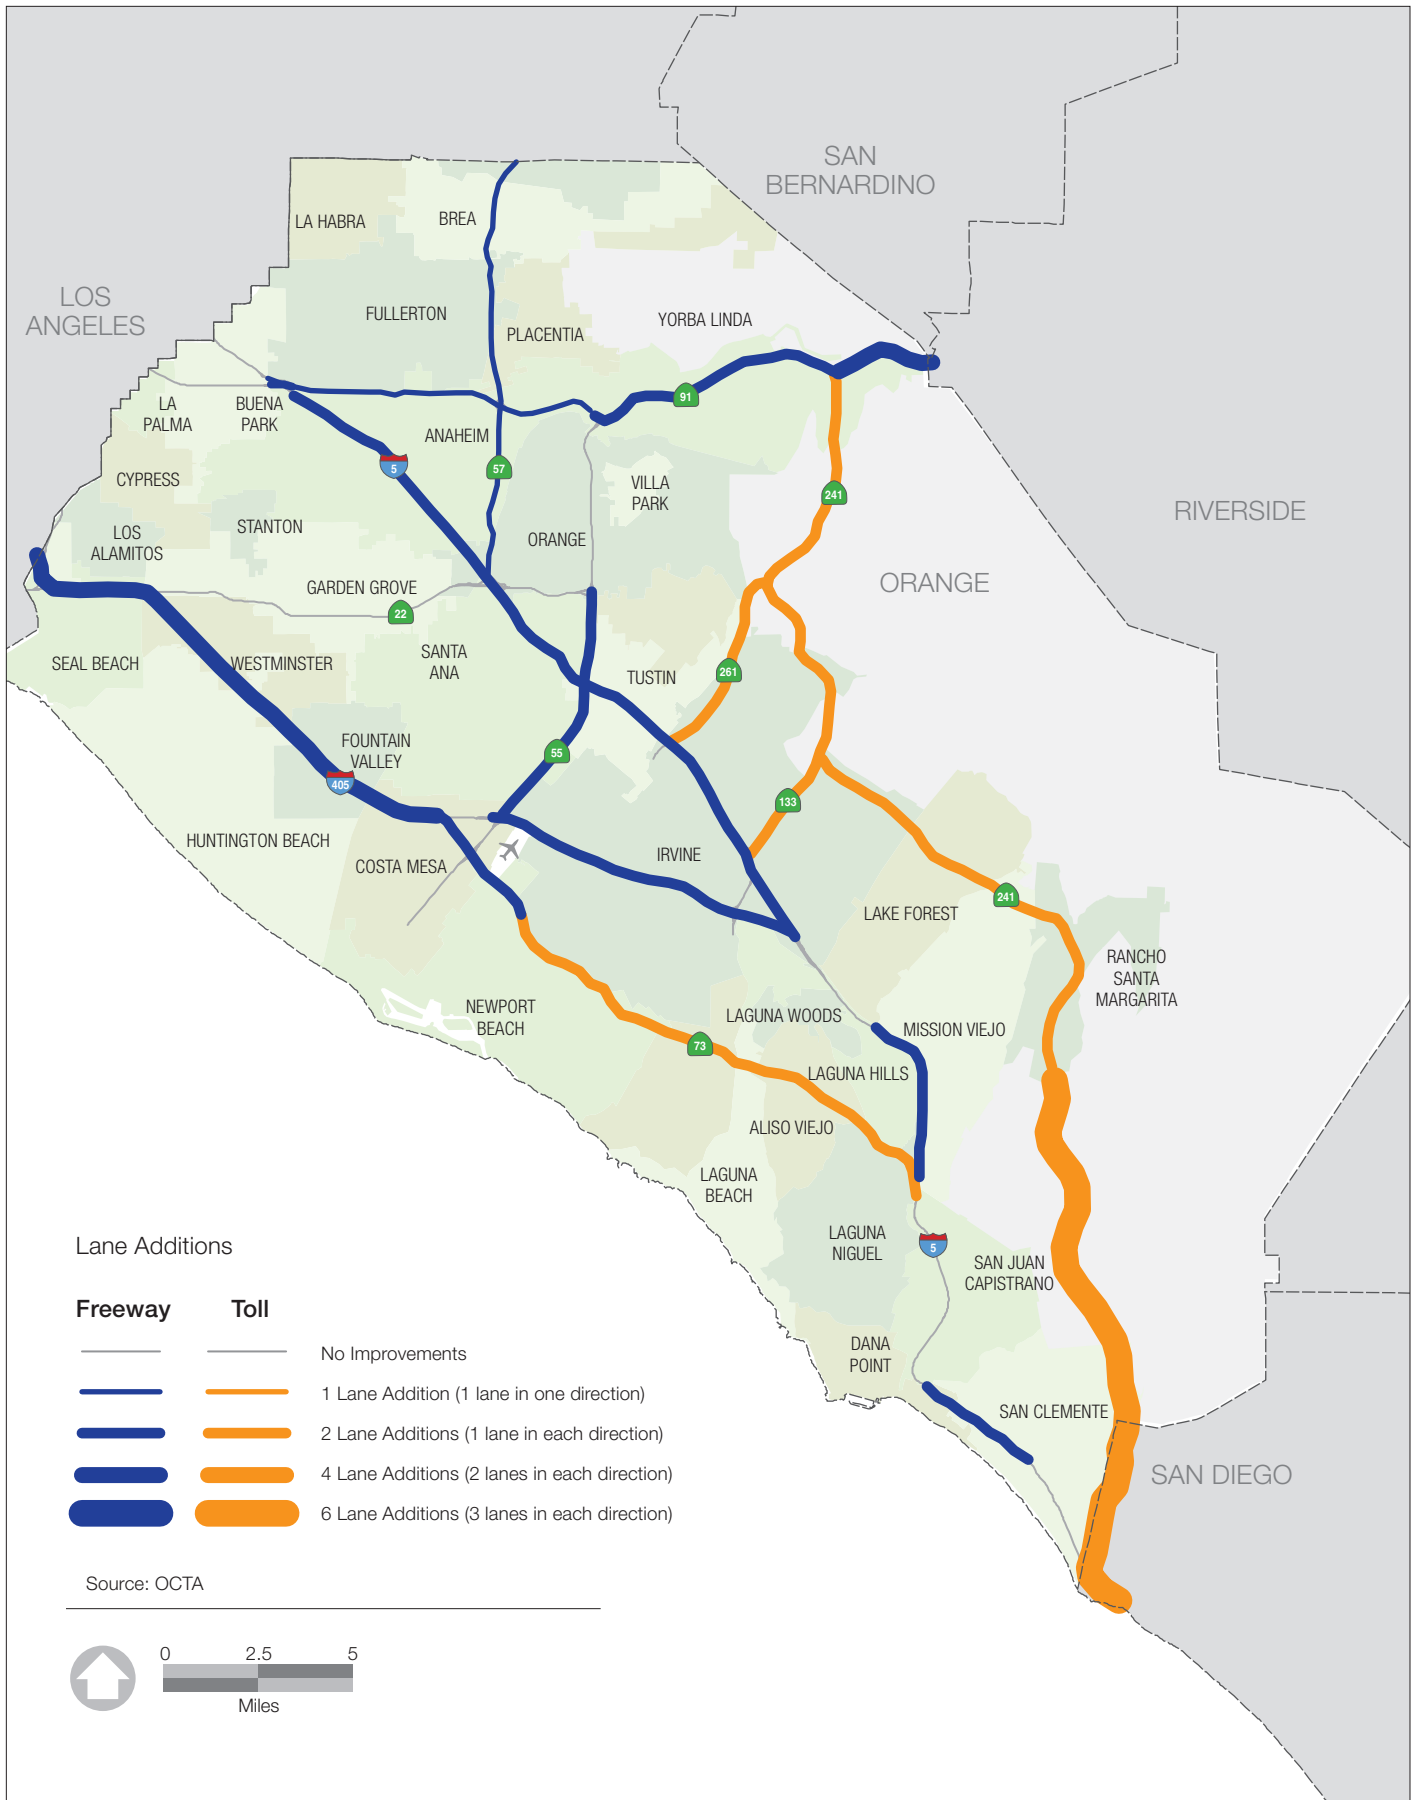 SAN
BERNARDINO
LA HABRA
BREA
LOS
ANGELES
FULLERTON
PLACENTIA
YORBA LINDA
91
LA
PALMA
BUENA
PARK
ANAHEIM
5
57
CYPRESS
VILLA
PARK
241
RIVERSIDE
STANTON
LOS
ALAMITOS
ORANGE
ORANGE
GARDEN GROVE
22
SEAL BEACH
WESTMINSTER
SANTA
ANA
TUSTIN
261
FOUNTAIN
VALLEY
55
405
133
HUNTINGTON BEACH
COSTA MESA
IRVINE
241
LAKE FOREST
RANCHO
SANTA
MARGARITA
NEWPORT
BEACH
LAGUNA WOODS
MISSION VIEJO
73
LAGUNA HILLS
ALISO VIEJO
LAGUNA
BEACH
LAGUNA
NIGUEL
5
SAN JUAN
CAPISTRANO
DANA
POINT
SAN CLEMENTE
SAN DIEGO
Lane Additions
Freeway Toll
No Improvements
1 Lane Addition (1 lane in one direction)
2 Lane Additions (1 lane in each direction)
4 Lane Additions (2 lanes in each direction)
6 Lane Additions (3 lanes in each direction)
Source: OCTA
0 2.5 5
Miles